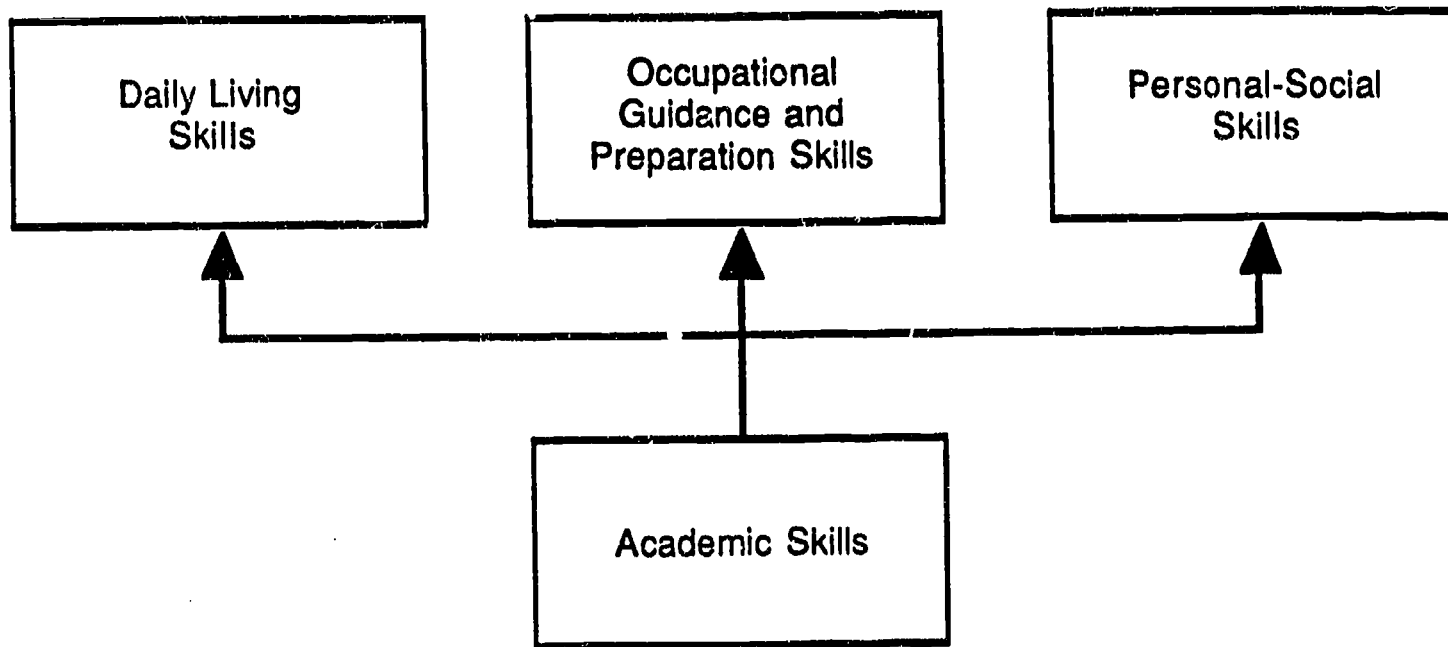 Daily Living
Skills
Occupational
Guidance and
Preparation Skills
Personal-Social
Skills
Academic Skills